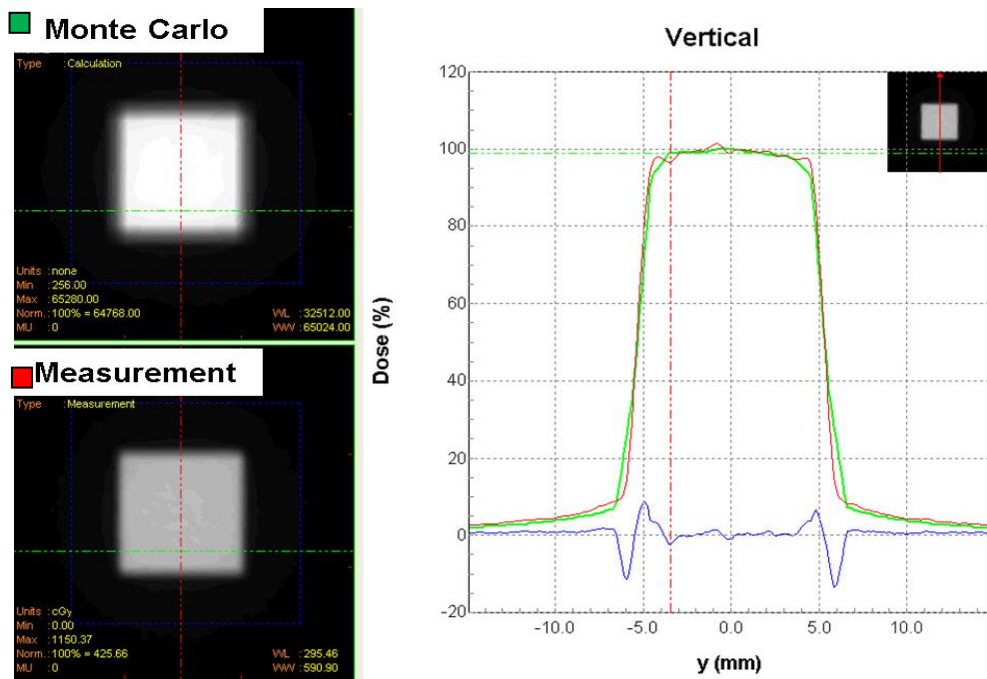 Monte Carlo
Type :Calculation
Units :none
Min :256.00
Max :65280.00
Norm. :100% = 64768.00
MU :0
WL :32512.00
WW :65024.00
Measurement
Type :Measurement
Units :cGy
Min :0.00
Max :1150.37
Norm. :100% = 425.66
MU :0
WL :295.46
WW :590.90
Vertical
Dose (%)
120
100
80
60
40
20
0
-20
-10.0
-5.0
0.0
5.0
10.0
y (mm)